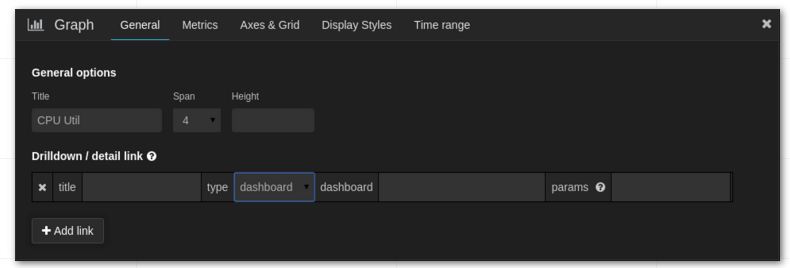 Graph General Metrics Axes & Grid Display Styles Time range
General options
Title Span Height
CPU Util 4
Drilldown / detail link
title type dashboard dashboard params
Add link